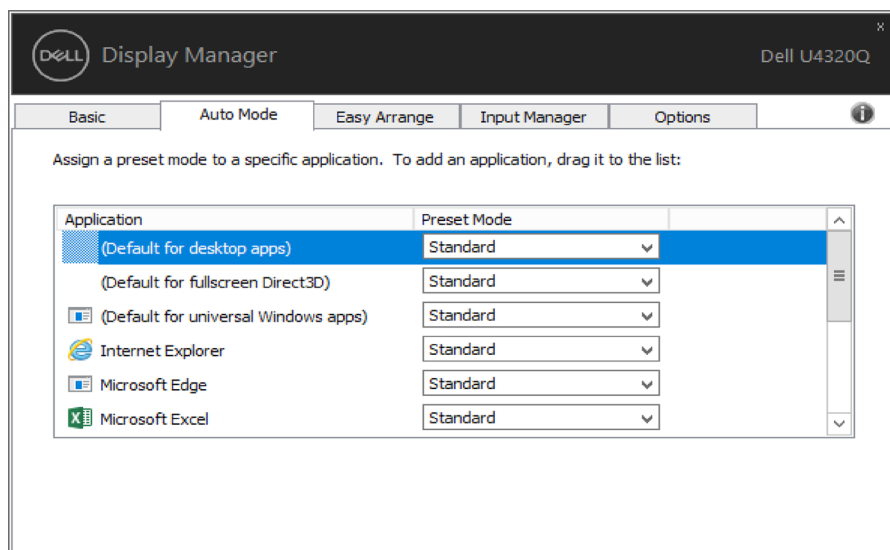 x
DELL Display Manager Dell U4320Q
Basic Auto Mode Easy Arrange Input Manager Options i
Assign a preset mode to a specific application. To add an application, drag it to the list:
Application Preset Mode
(Default for desktop apps) Standard
(Default for fullscreen Direct3D) Standard
(Default for universal Windows apps) Standard
Internet Explorer Standard
Microsoft Edge Standard
Microsoft Excel Standard